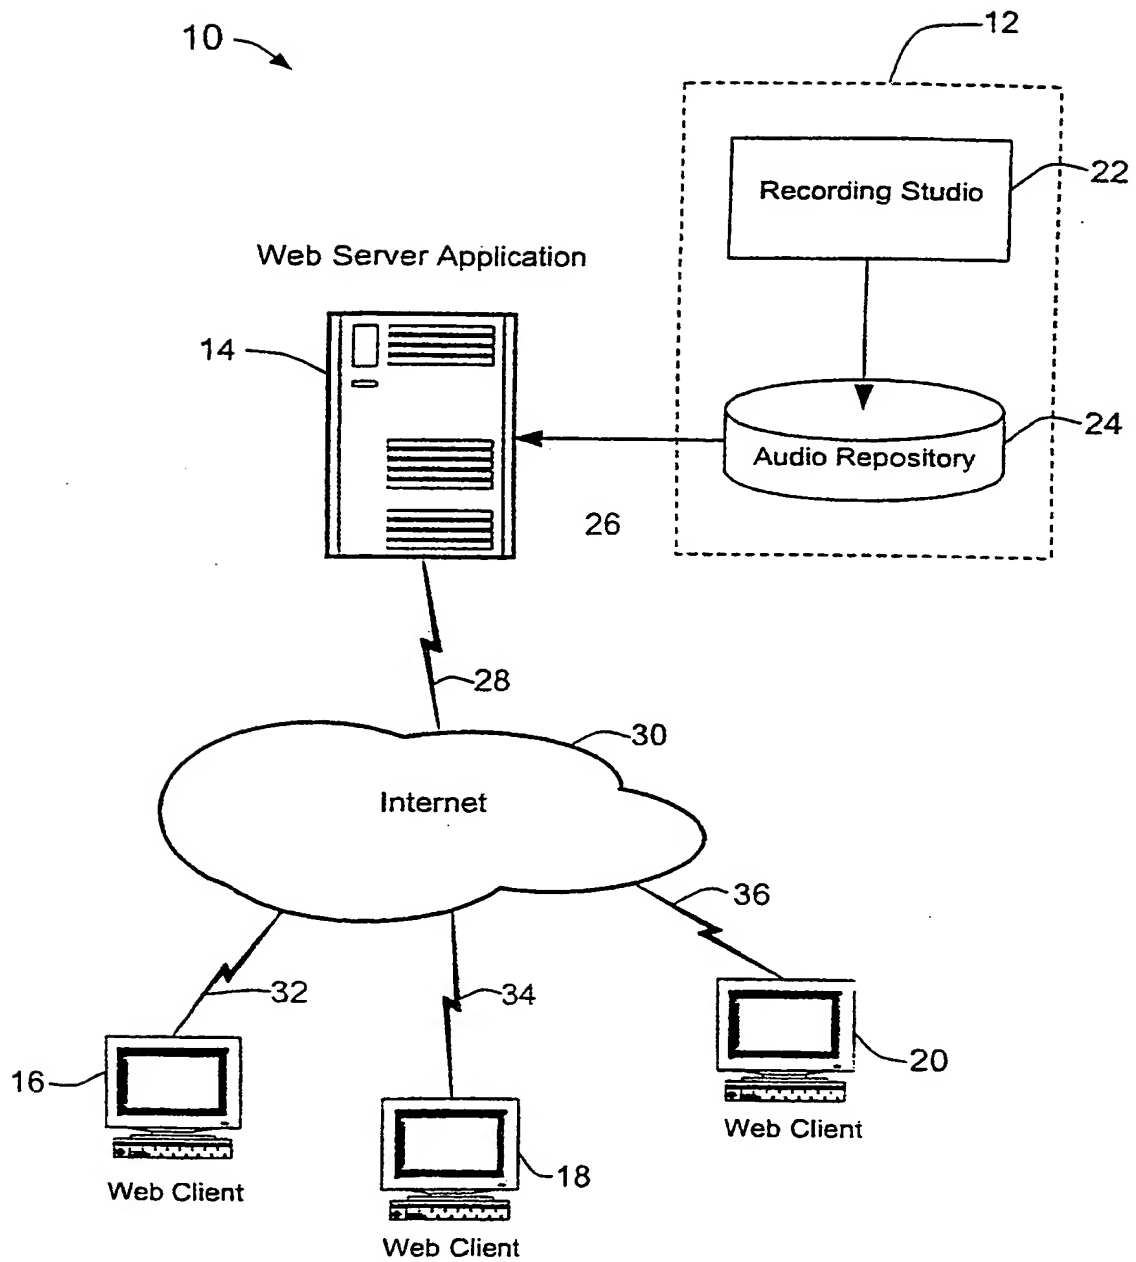 10
12
Recording Studio
22
Web Server Application
14
24
Audio Repository
26
28
30
Internet
36
32
34
16
20
Web Client
18
Web Client
Web Client